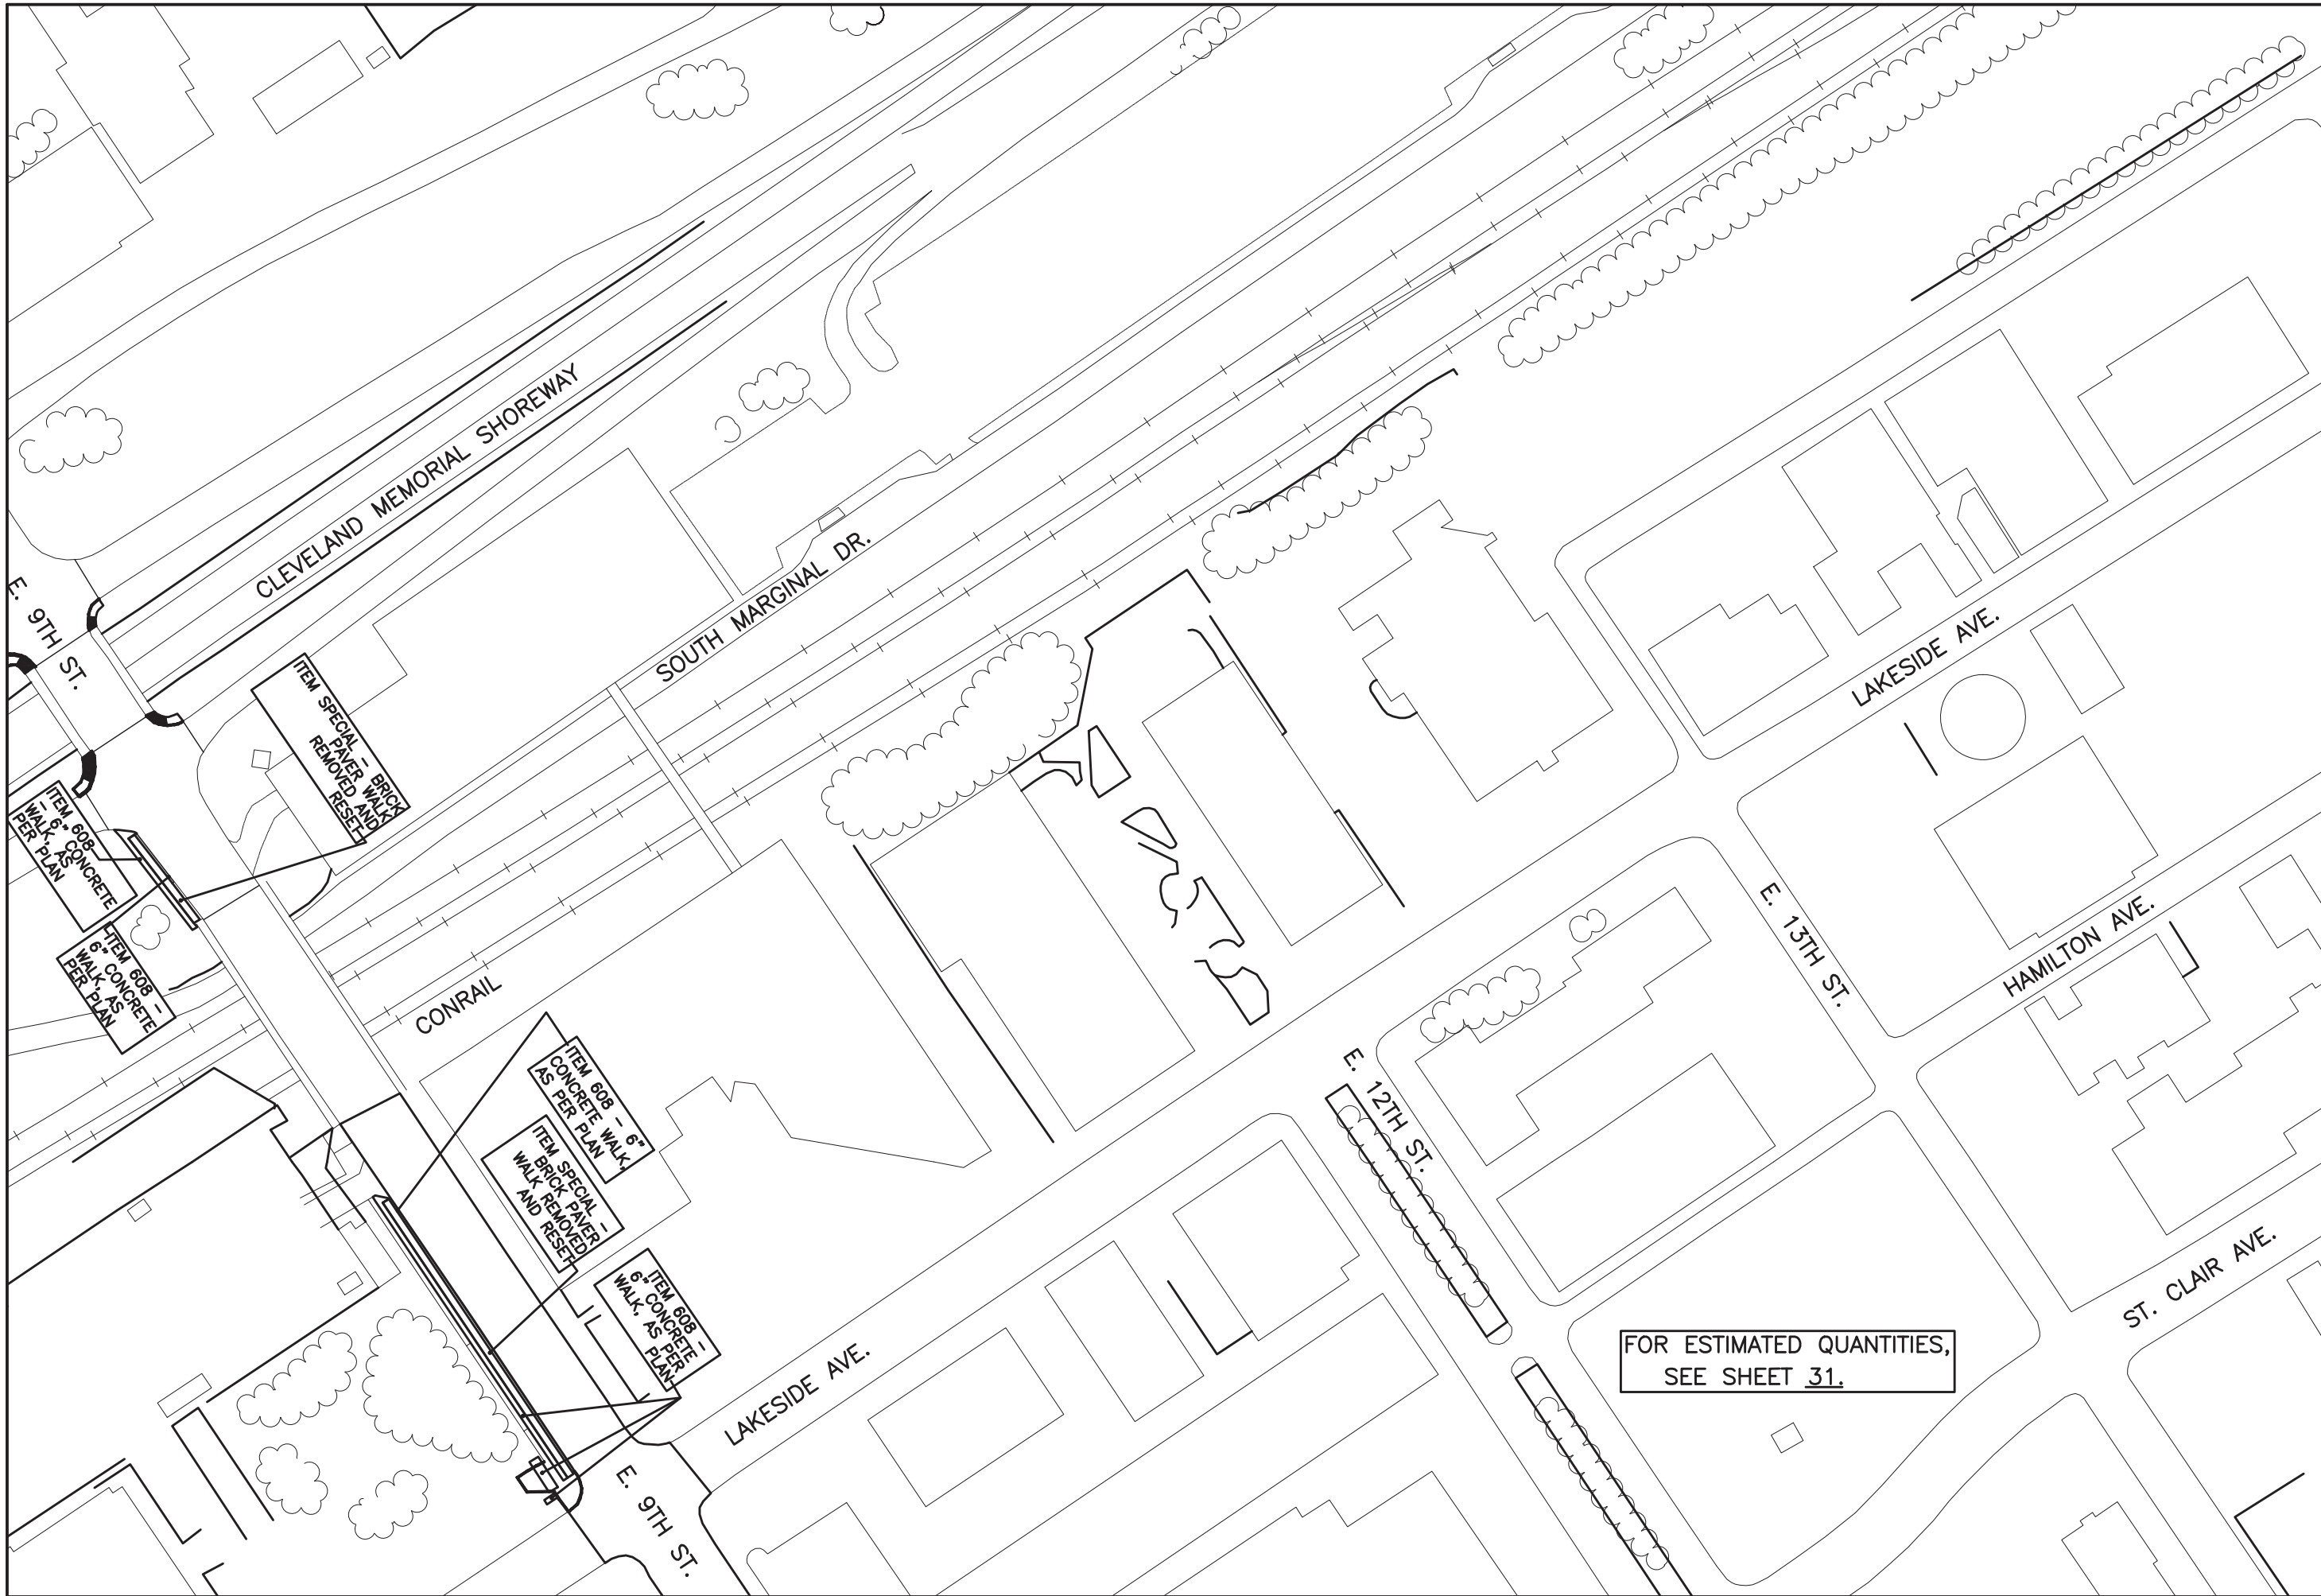 CLEVELAND MEMORIAL SHOREWAY
E. 9TH ST.
SOUTH MARGINAL DR.
ITEM SPECIAL - BRICK
PAVER WALK
REMOVED AND
RESET
ITEM 608
- 6" CONCRETE
WALK, AS
PER PLAN
ITEM 608 -
6" CONCRETE
WALK, AS
PER PLAN
CONRAIL
ITEM 608 - 6"
CONCRETE WALK,
AS PER PLAN
ITEM SPECIAL -
BRICK PAVER
WALK REMOVED
AND RESET
ITEM 608 -
6" CONCRETE
WALK, AS PER
PLAN
LAKESIDE AVE.
E. 9TH ST.
LAKESIDE AVE.
E. 13TH ST.
HAMILTON AVE.
E. 12TH ST.
ST. CLAIR AVE.
FOR ESTIMATED QUANTITIES,
SEE SHEET 31.